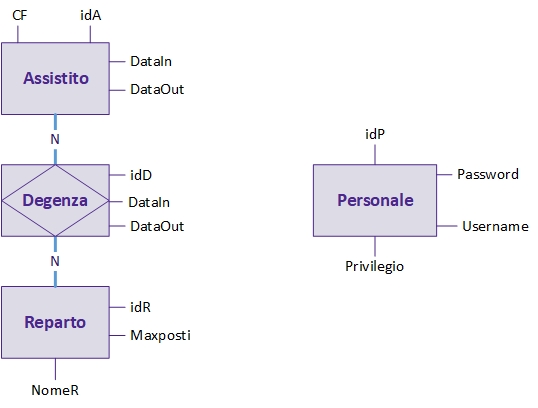 CF
idA
Assistito
DataIn
DataOut
N
Degenza
idD
DataIn
DataOut
N
Reparto
idR
Maxposti
NomeR
idP
Personale
Password
Username
Privilegio